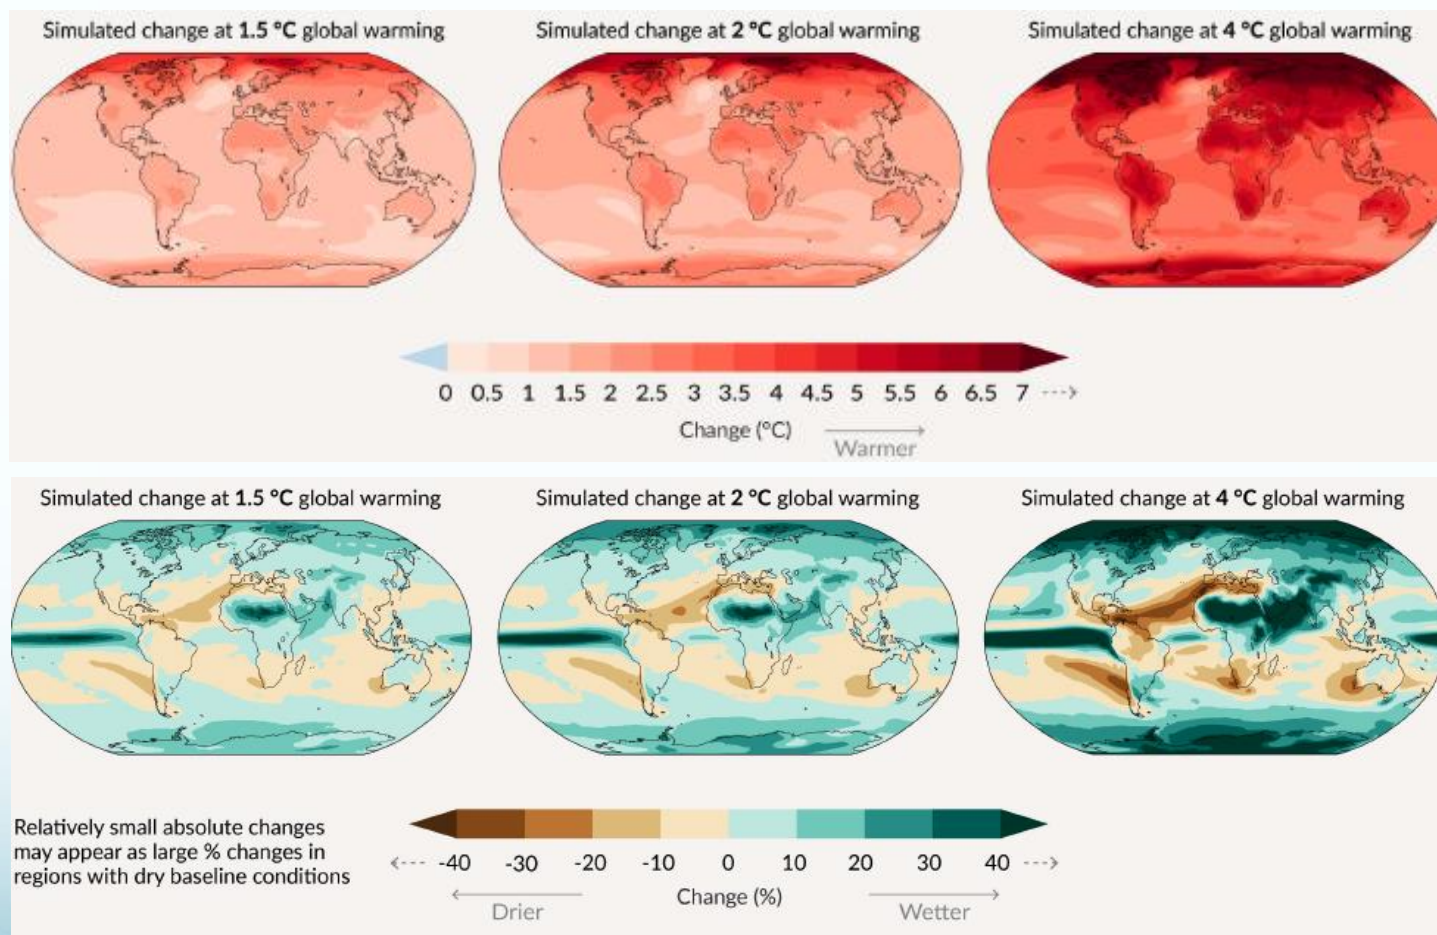 Simulated change at 1.5 °C global warming
Simulated change at 2 °C global warming
Simulated change at 4 °C global warming
0 0.5 1 1.5 2 2.5 3 3.5 4 4.5 5 5.5 6 6.5 7
Change (°C)
Warmer
Simulated change at 1.5 °C global warming
Simulated change at 2 °C global warming
Simulated change at 4 °C global warming
Relatively small absolute changes
may appear as large % changes in
regions with dry baseline conditions
-40 -30 -20 -10 0 10 20 30 40
Change (%)
Drier
Wetter